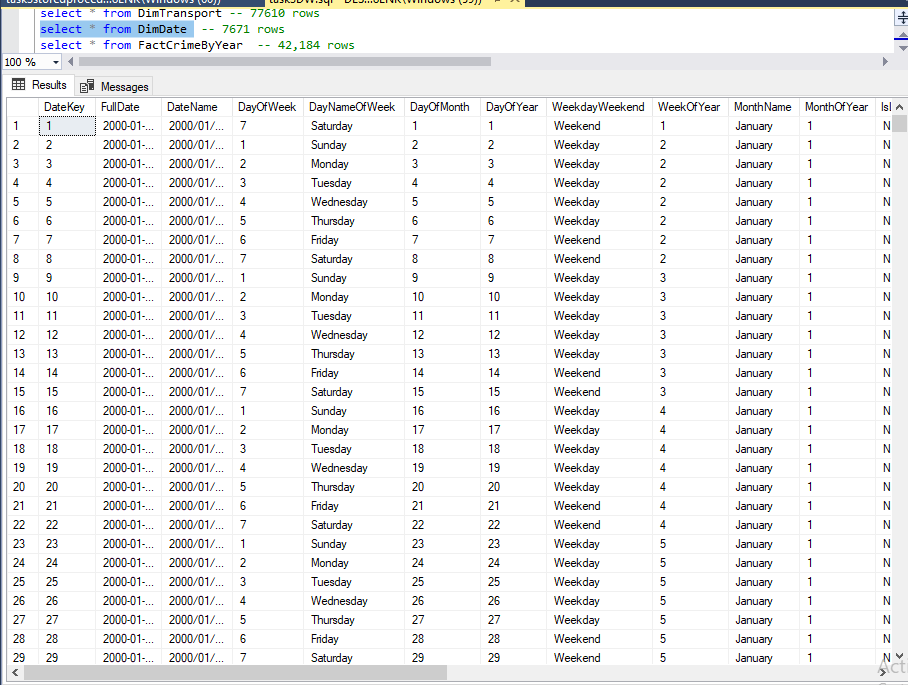 select * from DimTransport -- 77610 rows
select * from DimDate -- 7671 rows
select * from FactCrimeByYear -- 42,184 rows
100 %
Results Messages
DateKey FullDate DateName DayOfWeek DayNameOfWeek DayOfMonth DayOfYear WeekdayWeekend WeekOfYear MonthName MonthOfYear Isl
1 1 2000-01-... 2000/01/... 7 Saturday 1 1 Weekend 1 January 1 N
2 2 2000-01-... 2000/01/... 1 Sunday 2 2 Weekday 2 January 1 N
3 3 2000-01-... 2000/01/... 2 Monday 3 3 Weekday 2 January 1 N
4 4 2000-01-... 2000/01/... 3 Tuesday 4 4 Weekday 2 January 1 N
5 5 2000-01-... 2000/01/... 4 Wednesday 5 5 Weekday 2 January 1 N
6 6 2000-01-... 2000/01/... 5 Thursday 6 6 Weekday 2 January 1 N
7 7 2000-01-... 2000/01/... 6 Friday 7 7 Weekend 2 January 1 N
8 8 2000-01-... 2000/01/... 7 Saturday 8 8 Weekend 2 January 1 N
9 9 2000-01-... 2000/01/... 1 Sunday 9 9 Weekday 3 January 1 N
10 10 2000-01-... 2000/01/... 2 Monday 10 10 Weekday 3 January 1 N
11 11 2000-01-... 2000/01/... 3 Tuesday 11 11 Weekday 3 January 1 N
12 12 2000-01-... 2000/01/... 4 Wednesday 12 12 Weekday 3 January 1 N
13 13 2000-01-... 2000/01/... 5 Thursday 13 13 Weekday 3 January 1 N
14 14 2000-01-... 2000/01/... 6 Friday 14 14 Weekend 3 January 1 N
15 15 2000-01-... 2000/01/... 7 Saturday 15 15 Weekend 3 January 1 N
16 16 2000-01-... 2000/01/... 1 Sunday 16 16 Weekday 4 January 1 N
17 17 2000-01-... 2000/01/... 2 Monday 17 17 Weekday 4 January 1 N
18 18 2000-01-... 2000/01/... 3 Tuesday 18 18 Weekday 4 January 1 N
19 19 2000-01-... 2000/01/... 4 Wednesday 19 19 Weekday 4 January 1 N
20 20 2000-01-... 2000/01/... 5 Thursday 20 20 Weekday 4 January 1 N
21 21 2000-01-... 2000/01/... 6 Friday 21 21 Weekend 4 January 1 N
22 22 2000-01-... 2000/01/... 7 Saturday 22 22 Weekend 4 January 1 N
23 23 2000-01-... 2000/01/... 1 Sunday 23 23 Weekday 5 January 1 N
24 24 2000-01-... 2000/01/... 2 Monday 24 24 Weekday 5 January 1 N
25 25 2000-01-... 2000/01/... 3 Tuesday 25 25 Weekday 5 January 1 N
26 26 2000-01-... 2000/01/... 4 Wednesday 26 26 Weekday 5 January 1 N
27 27 2000-01-... 2000/01/... 5 Thursday 27 27 Weekday 5 January 1 N
28 28 2000-01-... 2000/01/... 6 Friday 28 28 Weekend 5 January 1 N
29 29 2000-01-... 2000/01/... 7 Saturday 29 29 Weekend 5 January 1 N